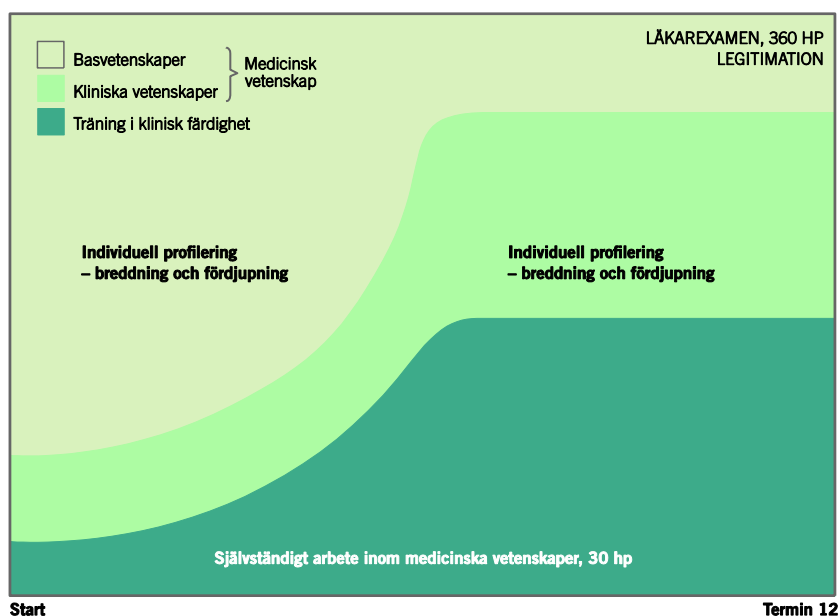 LÄKAREXAMEN, 360 HP
LEGITIMATION
Basvetenskaper
Kliniska vetenskaper
Medicinsk
vetenskap
Träning i klinisk färdighet
Individuell profilering
– breddning och fördjupning
Individuell profilering
– breddning och fördjupning
Självständigt arbete inom medicinska vetenskaper, 30 hp
Start
Termin 12